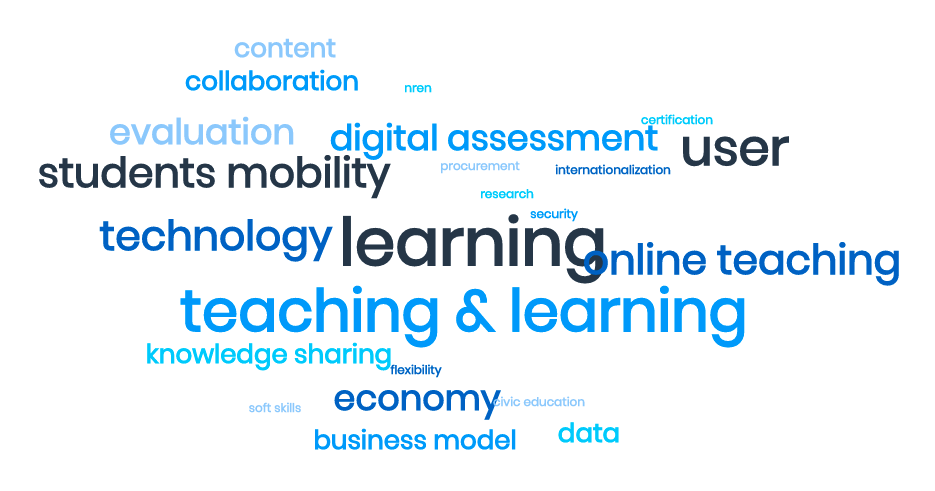 content
collaboration
nren
certification
evaluation
digital assessment
user
students mobility
procurement
internationalization
research
security
technology
learning
online teaching
teaching & learning
knowledge sharing
flexibility
economy
civic education
soft skills
data
business model